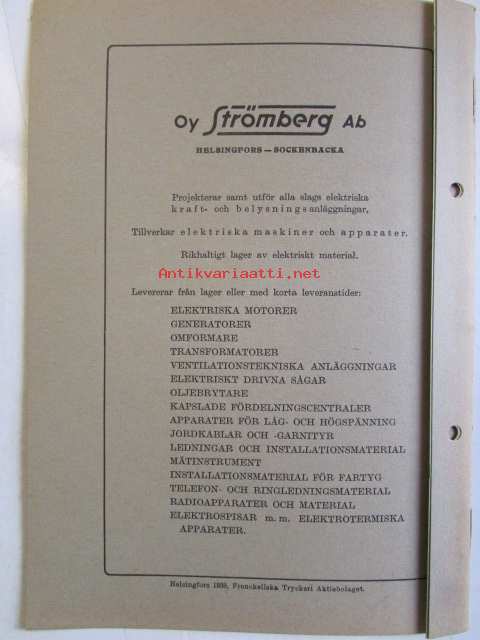 Oy Strömberg Ab
HELSINGFORS — SOCKENBACKA
Projekterar samt utför alla slags elektriska
kraft- och belysningsanläggningar.
Tillverkar elektriska maskiner och apparater.
Rikhaltigt lager av elektriskt material.
Antikvariaatti.net
Levererar från lager eller med korta leveranstider:
ELEKTRISKA MOTORER
GENERATORER
OMFORMARE
TRANSFORMATORER
VENTILATIONSTEKNISKA ANLÄGGNINGAR
ELEKTRISKT DRIVNA SÅGAR
OLJEBRYTARE
KAPSLADE FÖRDELNINGSCENTRALER
APPARATER FÖR LÅG- OCH HÖGSPÄNNING
JORDKABLAR OCH -GARNITYR
LEDNINGAR OCH INSTALLATIONSMATERIAL
MÄTINSTRUMENT
INSTALLATIONSMATERIAL FÖR FARTYG
TELEFON- OCH RINGLEDNINGSMATERIAL
RADIOAPPARATER OCH MATERIAL
ELEKTROSPISAR m. m. ELEKTROTERMISKA
APPARATER.
Helsingfors Frenckellska Tryckeri Aktiebolaget.